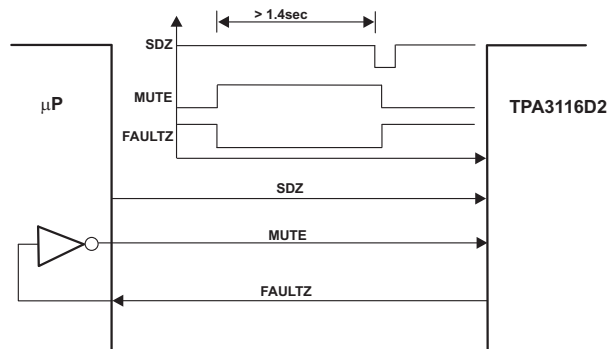 > 1.4sec
SDZ
MUTE
FAULTZ
μP
TPA3116D2
SDZ
MUTE
FAULTZ